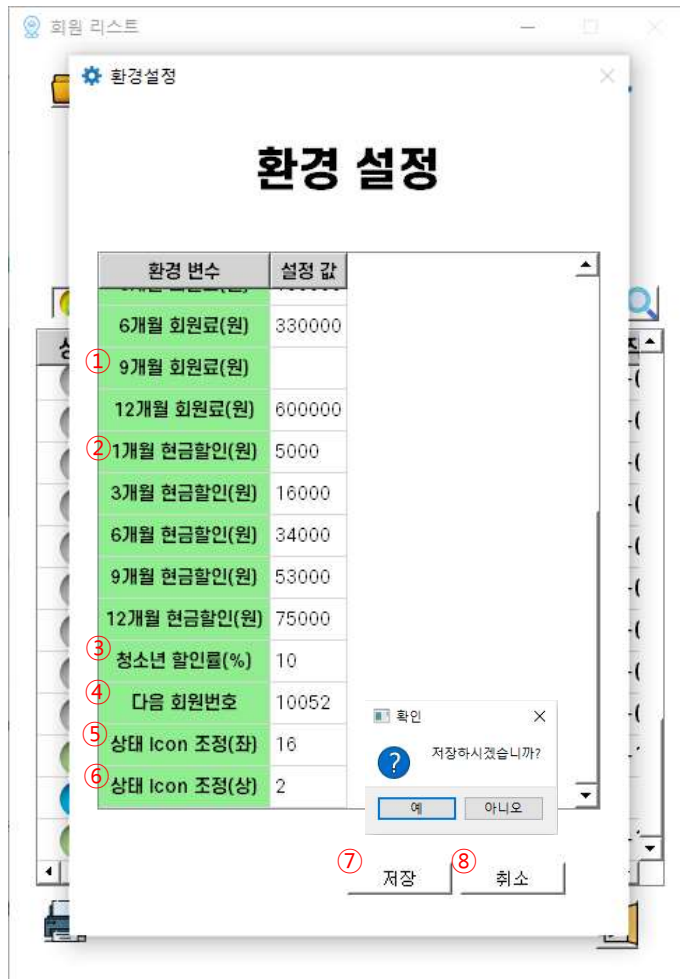 회원 리스트
환경설정
환경 설정
환경 변수 설정 값
6개월 회원료(원) 330000
① 9개월 회원료(원)
12개월 회원료(원) 600000
② 1개월 현금할인(원) 5000
3개월 현금할인(원) 16000
6개월 현금할인(원) 34000
9개월 현금할인(원) 53000
12개월 현금할인(원) 75000
③ 청소년 할인률(%) 10
④ 다음 회원번호 10052
⑤ 상태 Icon 조정(좌) 16
⑥ 상태 Icon 조정(상) 2
확인
저장하시겠습니까?
예 아니오
⑦ 저장 ⑧ 취소